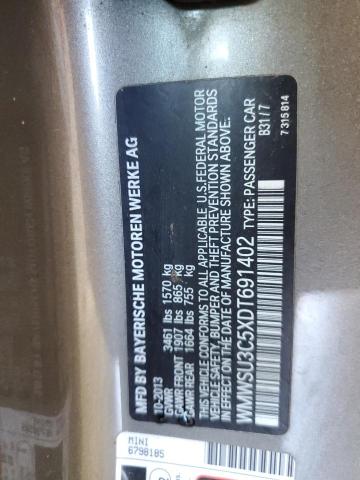 MFD BY BAYERISCHE MOTOREN WERKE AG
10-2013
GVWR 3461 lbs 1570 kg
GAWR FRONT 1907 lbs 865 kg
GAWR REAR 1664 lbs 755 kg
THIS VEHICLE CONFORMS TO ALL APPLICABLE U.S.FEDERAL MOTOR
VEHICLE SAFETY, BUMPER AND THEFT PREVENTION STANDARDS
IN EFFECT ON THE DATE OF MANUFACTURE SHOWN ABOVE.
WMWSU3C5XDT691402 TYPE: PASSENGER CAR
B31/7
7 315 814
MINI
6798185